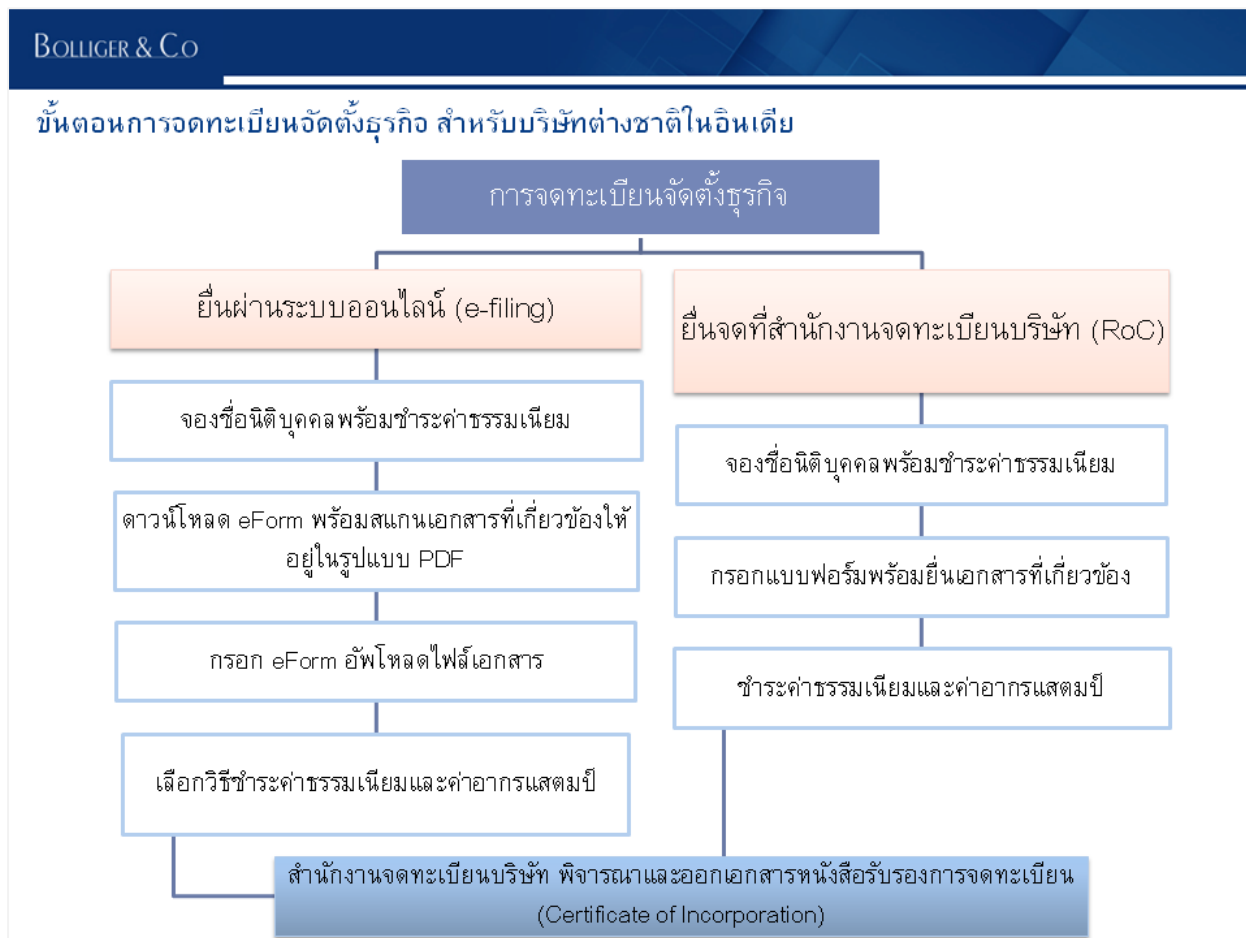 BOLLIGER & CO
ขั้นตอนการจดทะเบียนจัดตั้งธุรกิจ สำหรับบริษัทต่างชาติในอินเดีย
การจดทะเบียนจัดตั้งธุรกิจ
ยื่นผ่านระบบออนไลน์ (e-filing)
จองชื่อนิติบุคคลพร้อมชำระค่าธรรมเนียม
ดาวน์โหลด eForm พร้อมสแกนเอกสารที่เกี่ยวข้องให้
อยู่ในรูปแบบ PDF
กรอก eForm อัพโหลดไฟล์เอกสาร
เลือกวิธีชำระค่าธรรมเนียมและค่าอากรแสตมป์
ยื่นจดที่สำนักงานจดทะเบียนบริษัท (RoC)
จองชื่อนิติบุคคลพร้อมชำระค่าธรรมเนียม
กรอกแบบฟอร์มพร้อมยื่นเอกสารที่เกี่ยวข้อง
ชำระค่าธรรมเนียมและค่าอากรแสตมป์
สำนักงานจดทะเบียนบริษัท พิจารณาและออกเอกสารหนังสือรับรองการจดทะเบียน
(Certificate of Incorporation)